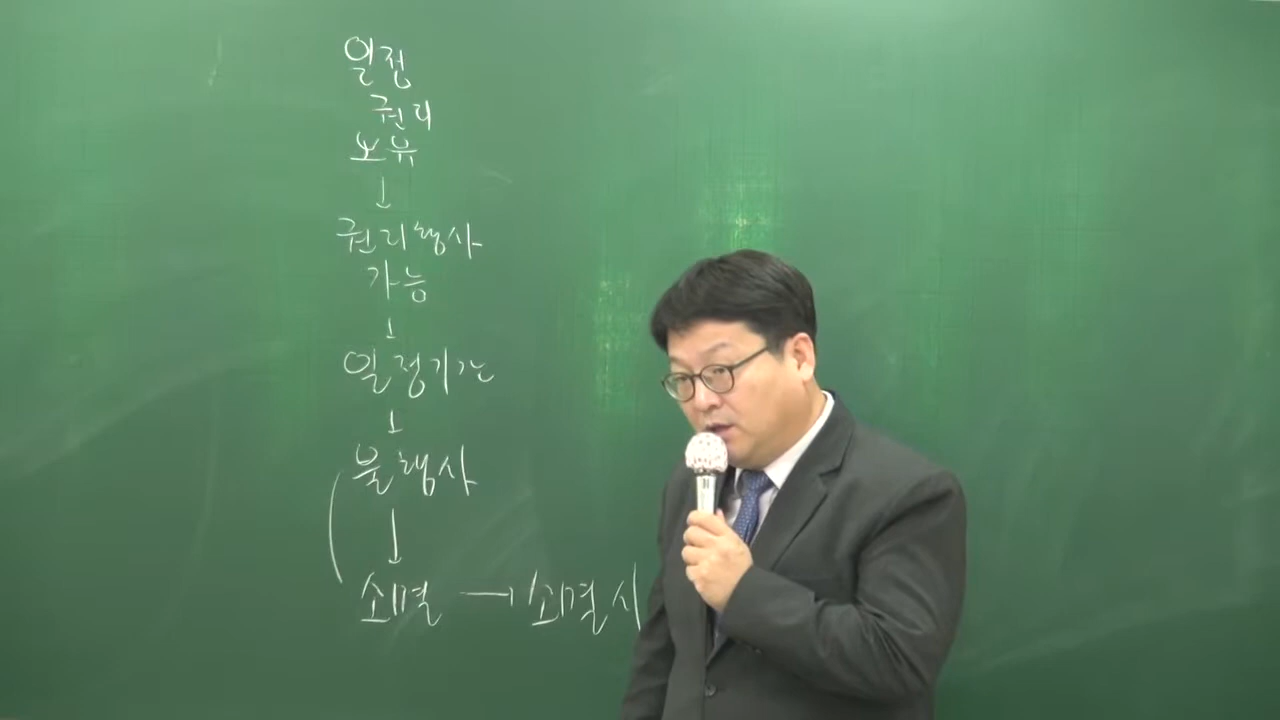 일정
권리
보유
↓
권리행사
가능
↓
일정기간
↓
불행사
↓
소멸 → 소멸시